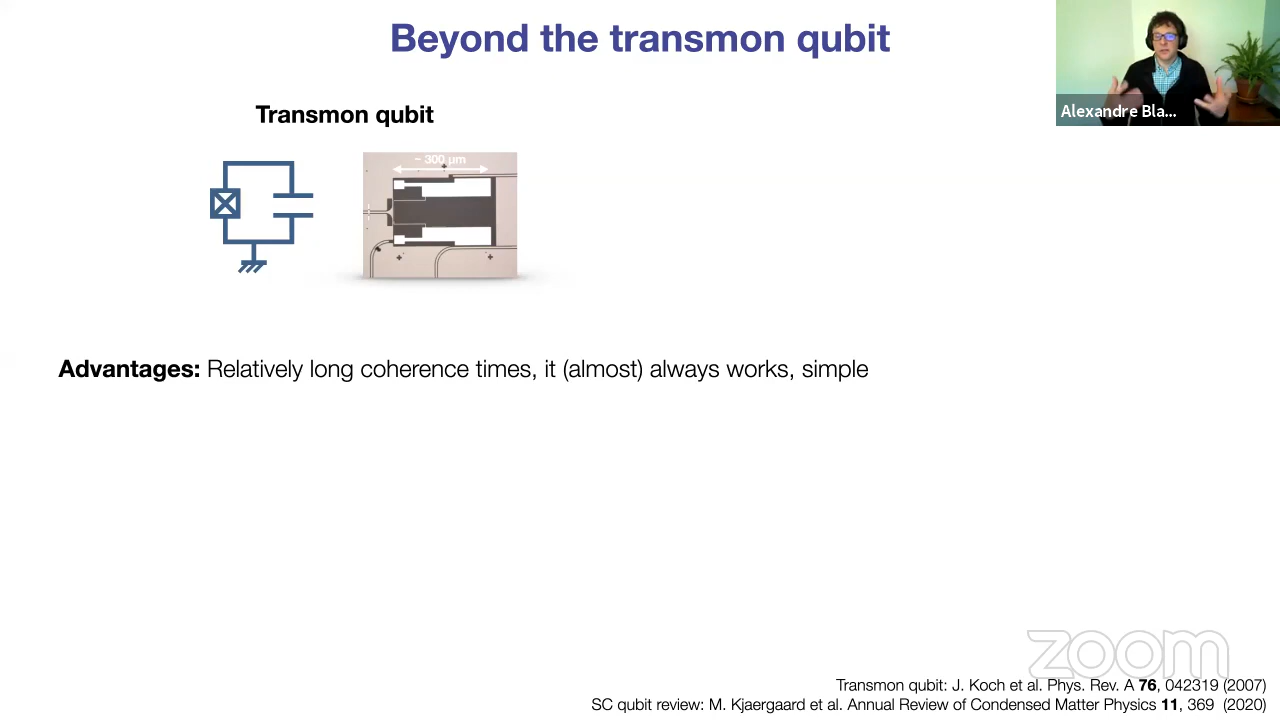 Beyond the transmon qubit
Alexandre Bla...
Transmon qubit
~ 300 μm
Advantages: Relatively long coherence times, it (almost) always works, simple
zoom
Transmon qubit: J. Koch et al. Phys. Rev. A 76, 042319 (2007)
SC qubit review: M. Kjaergaard et al. Annual Review of Condensed Matter Physics 11, 369 (2020)